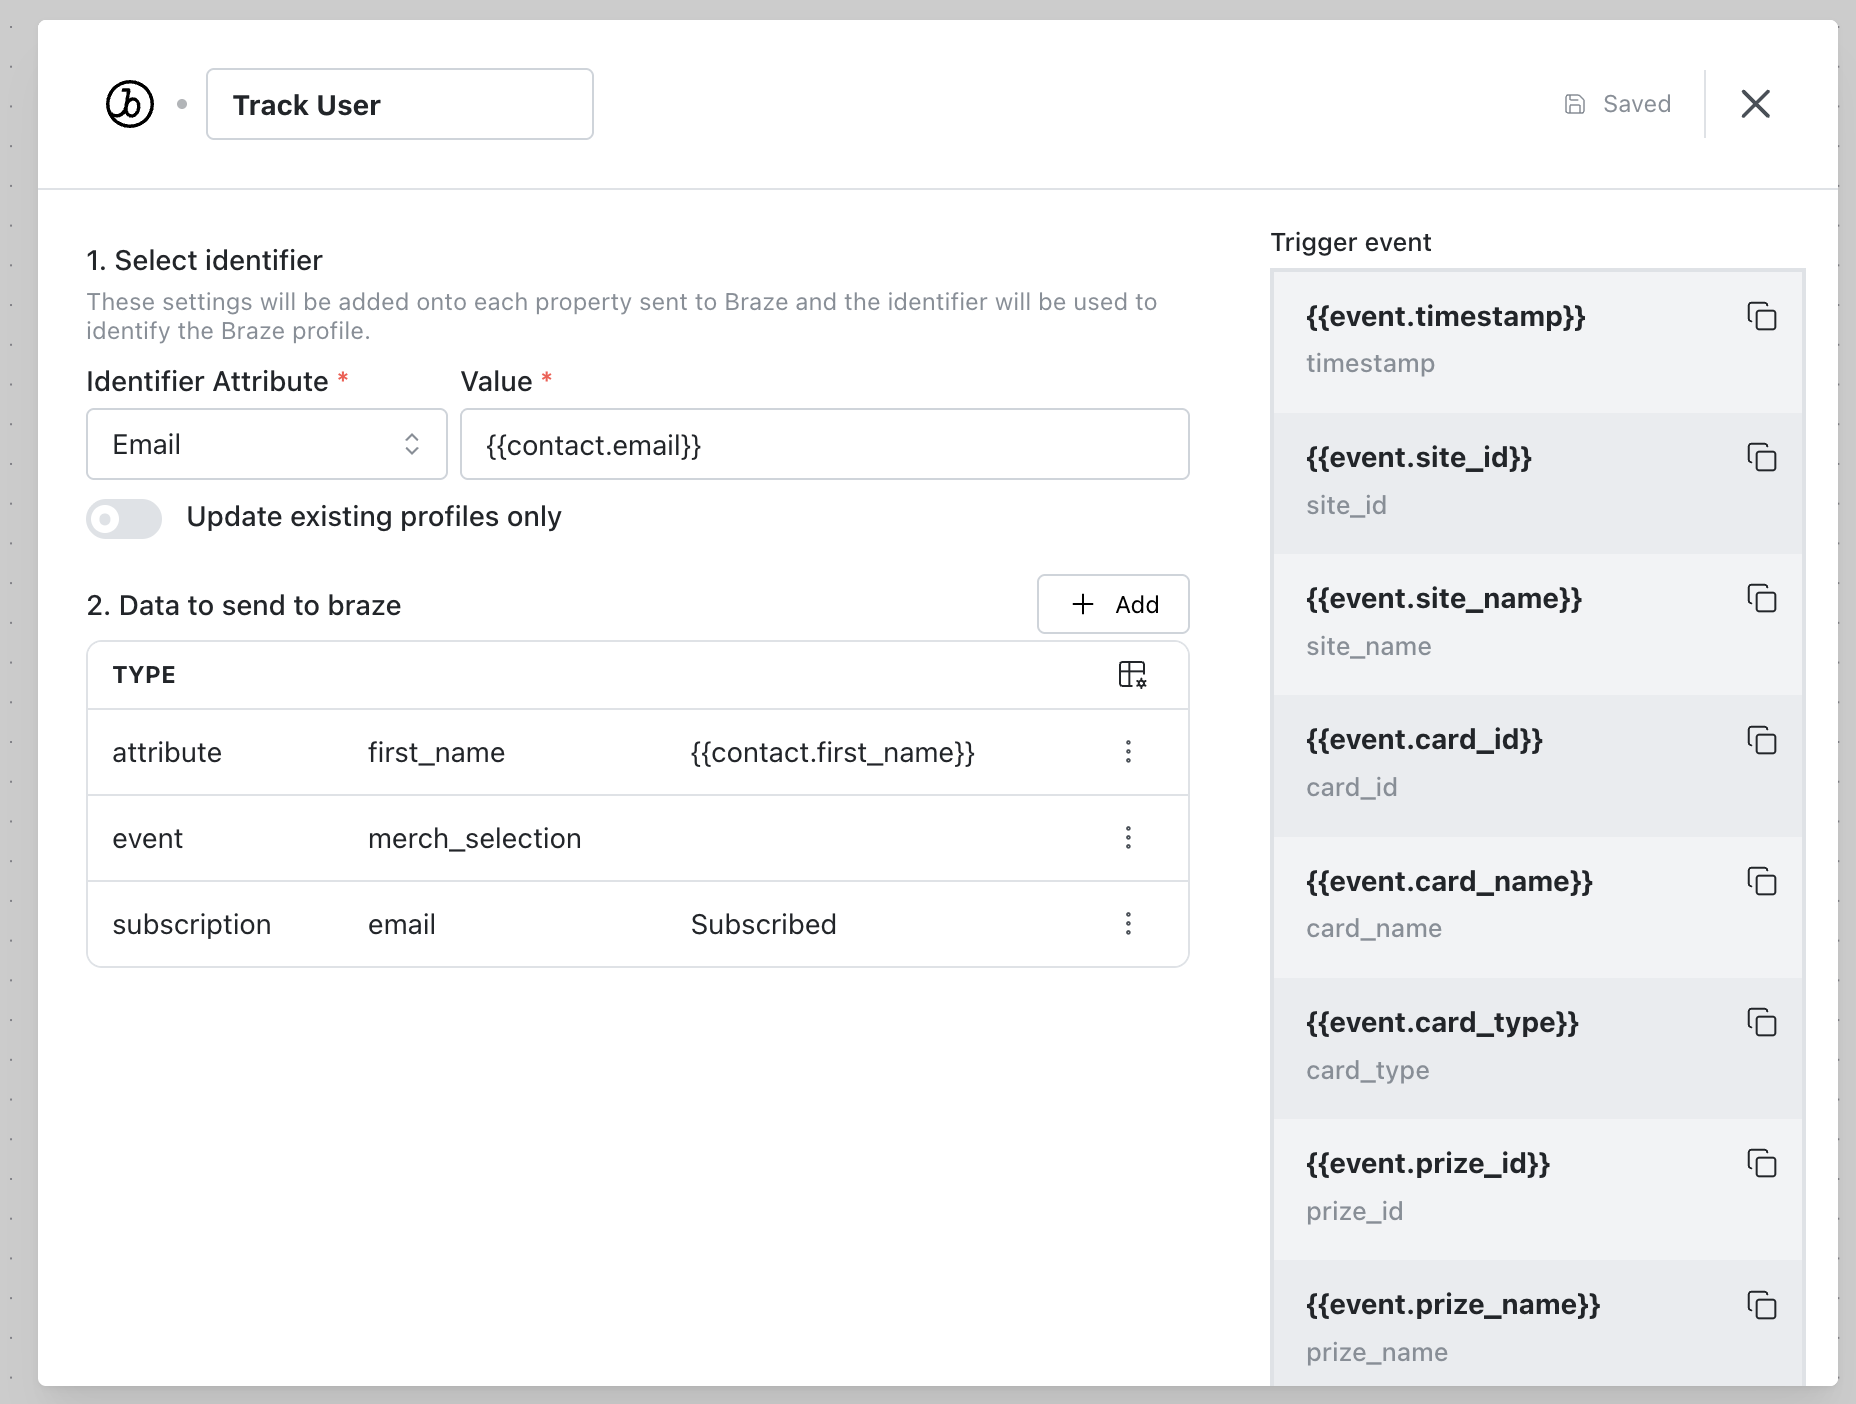 b
Track User
Saved
1. Select identifier
These settings will be added onto each property sent to Braze and the identifier will be used to
identify the Braze profile.
Identifier Attribute * Value *
Email {{contact.email}}
Update existing profiles only
2. Data to send to braze
Add
TYPE
attribute first_name {{contact.first_name}}
event merch_selection
subscription email Subscribed
Trigger event
{{event.timestamp}}
timestamp
{{event.site_id}}
site_id
{{event.site_name}}
site_name
{{event.card_id}}
card_id
{{event.card_name}}
card_name
{{event.card_type}}
card_type
{{event.prize_id}}
prize_id
{{event.prize_name}}
prize_name